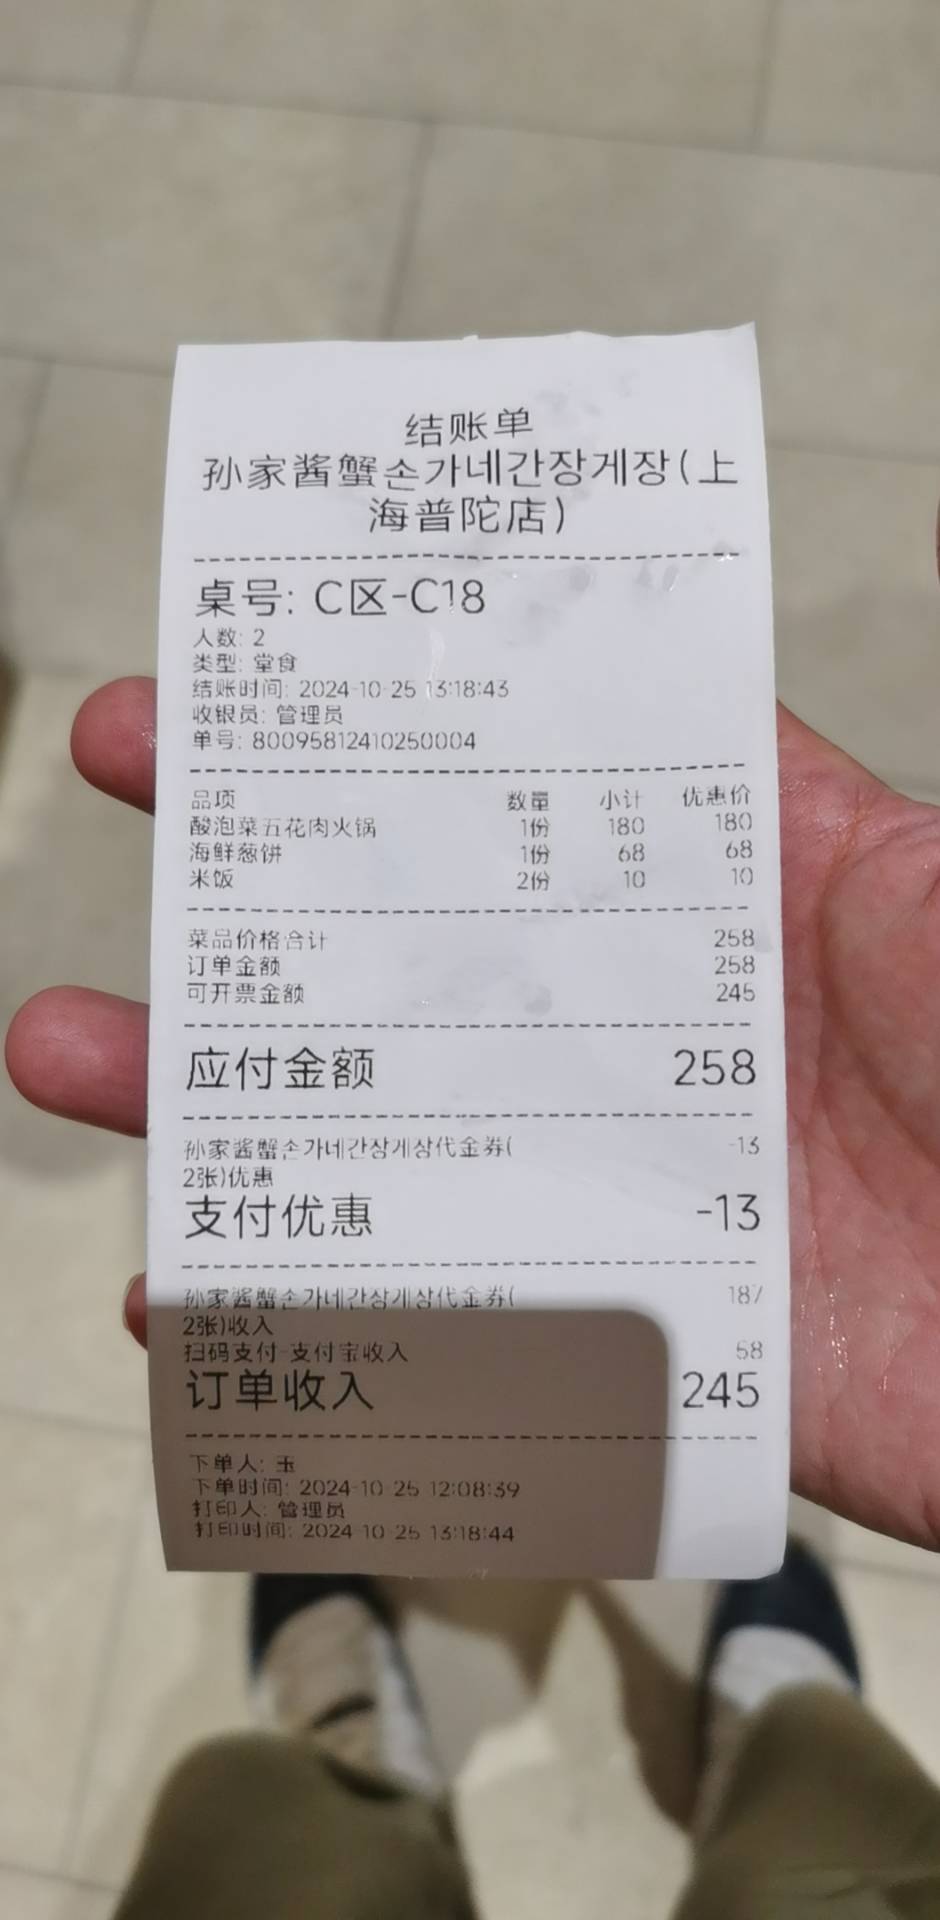 结账单
孙家酱蟹손가네간장게장(上
海普陀店)
桌号: C区-C18
人数: 2
类型: 堂食
结账时间: 2024-10-25 13:18:43
收银员: 管理员
单号: 80095812410250004
品项 数量 小计 优惠价
酸泡菜五花肉火锅 1份 180 180
海鲜葱饼 1份 68 68
米饭 2份 10 10
菜品价格合计 258
订单金额 258
可开票金额 245
应付金额 258
孙家酱蟹손가네간장게장代金券( -13
2张)优惠
支付优惠 -13
孙家酱蟹손가네간장게장代金券( 187
2张)收入
扫码支付-支付宝收入 58
订单收入 245
下单人: 玉
下单时间: 2024-10-25 12:08:39
打印人: 管理员
打印时间: 2024-10-25 13:18:44